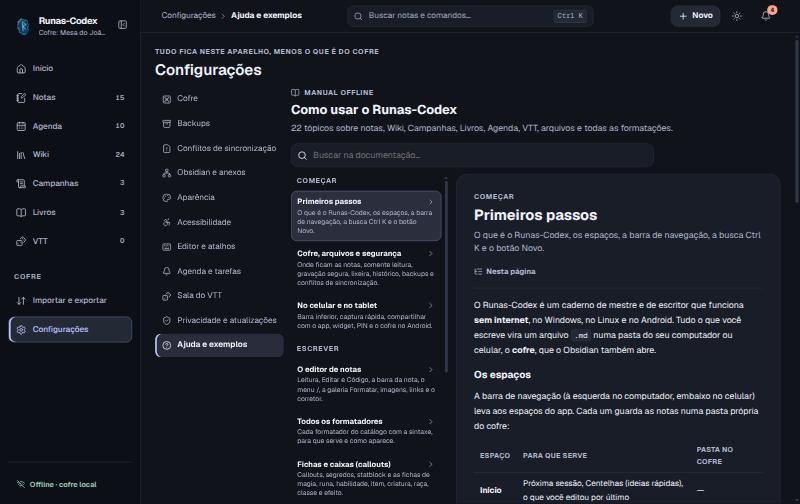 Runas-Codex
Cofre: Mesa do Joã...
Início
Notas 15
Agenda 10
Wiki 24
Campanhas 3
Livros 3
VTT 0
COFRE
Importar e exportar
Configurações
Offline · cofre local
Configurações > Ajuda e exemplos
Buscar notas e comandos... Ctrl K
+ Novo
4
TUDO FICA NESTE APARELHO, MENOS O QUE É DO COFRE
Configurações
Cofre
Backups
Conflitos de sincronização
Obsidian e anexos
Aparência
Acessibilidade
Editor e atalhos
Agenda e tarefas
Sala do VTT
Privacidade e atualizações
Ajuda e exemplos
MANUAL OFFLINE
Como usar o Runas-Codex
22 tópicos sobre notas, Wiki, Campanhas, Livros, Agenda, VTT, arquivos e todas as formatações.
Buscar na documentação...
COMEÇAR
Primeiros passos
O que é o Runas-Codex, os espaços, a barra
de navegação, a busca Ctrl K e o botão
Novo.
Cofre, arquivos e segurança
Onde ficam as notas, somente leitura,
gravação segura, lixeira, histórico, backups e
conflitos de sincronização.
No celular e no tablet
Barra inferior, captura rápida, compartilhar
com o app, widget, PIN e o cofre no Android.
ESCREVER
O editor de notas
Leitura, Editar e Código, a barra da nota, o
menu /, a galeria Formatar, imagens, links e o
corretor.
Todos os formatadores
Cada formatador do catálogo com a sintaxe,
para que serve e como aparece.
Fichas e caixas (callouts)
Callouts, segredos, statblock e as fichas de
magia, runa, habilidade, item, criatura, raça,
classe e efeito.
COMEÇAR
Primeiros passos
O que é o Runas-Codex, os espaços, a barra de navegação, a busca Ctrl
K e o botão Novo.
Nesta página
O Runas-Codex é um caderno de mestre e de escritor que funciona
sem internet, no Windows, no Linux e no Android. Tudo o que você
escreve vira um arquivo .md numa pasta do seu computador ou
celular, o cofre, que o Obsidian também abre.
Os espaços
A barra de navegação (à esquerda no computador, embaixo no celular)
leva aos espaços do app. Cada um guarda as notas numa pasta própria
do cofre:
ESPAÇO PARA QUE SERVE PASTA NO
COFRE
Início Próxima sessão, Centelhas (ideias rápidas), —
o que você editou por último